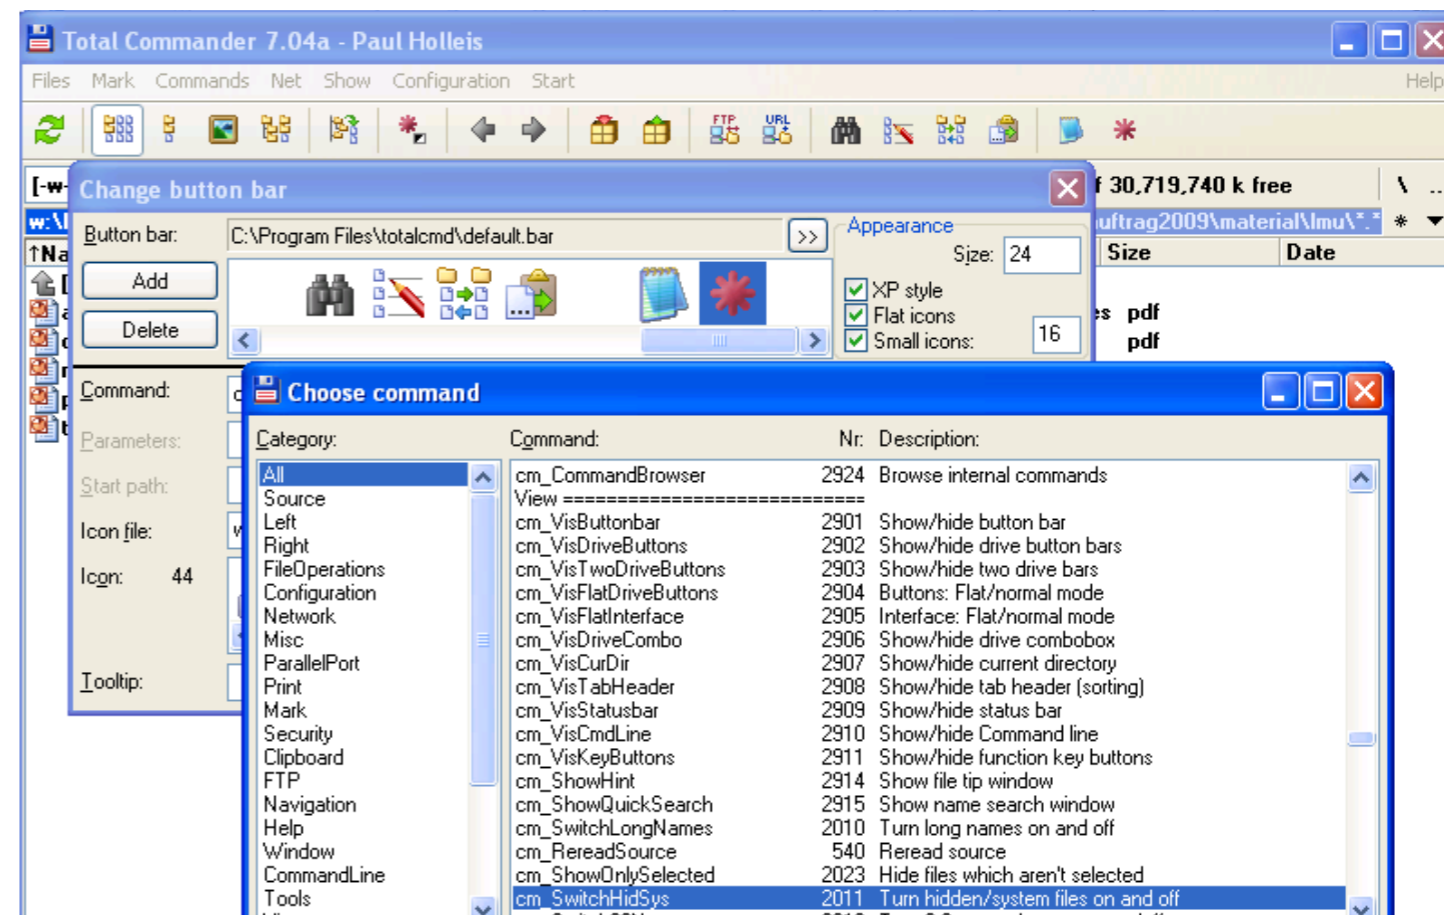 Total Commander 7.04a - Paul Holleis
Files Mark Commands Net Show Configuration Start Help
FTP URL
[-w- f 30,719,740 k free \ ..
Change button bar
w:\l uftrag2009\material\lmu\*.* * ▼
Button bar: C:\Program Files\totalcmd\default.bar >> Appearance
↑Na Size: 24 Size Date
Add
XP style
Delete Flat icons es pdf
Small icons: 16 pdf
Command:
Choose command
Parameters:
Category: Command: Nr: Description:
Start path:
Icon file:
Icon: 44
Tooltip:
All
Source
Left
Right
FileOperations
Configuration
Network
Misc
ParallelPort
Print
Mark
Security
Clipboard
FTP
Navigation
Help
Window
CommandLine
Tools
cm_CommandBrowser 2924 Browse internal commands
View ============================
cm_VisButtonbar 2901 Show/hide button bar
cm_VisDriveButtons 2902 Show/hide drive button bars
cm_VisTwoDriveButtons 2903 Show/hide two drive bars
cm_VisFlatDriveButtons 2904 Buttons: Flat/normal mode
cm_VisFlatInterface 2905 Interface: Flat/normal mode
cm_VisDriveCombo 2906 Show/hide drive combobox
cm_VisCurDir 2907 Show/hide current directory
cm_VisTabHeader 2908 Show/hide tab header (sorting)
cm_VisStatusbar 2909 Show/hide status bar
cm_VisCmdLine 2910 Show/hide Command line
cm_VisKeyButtons 2911 Show/hide function key buttons
cm_ShowHint 2914 Show file tip window
cm_ShowQuickSearch 2915 Show name search window
cm_SwitchLongNames 2010 Turn long names on and off
cm_RereadSource 540 Reread source
cm_ShowOnlySelected 2023 Hide files which aren't selected
cm_SwitchHidSys 2011 Turn hidden/system files on and off